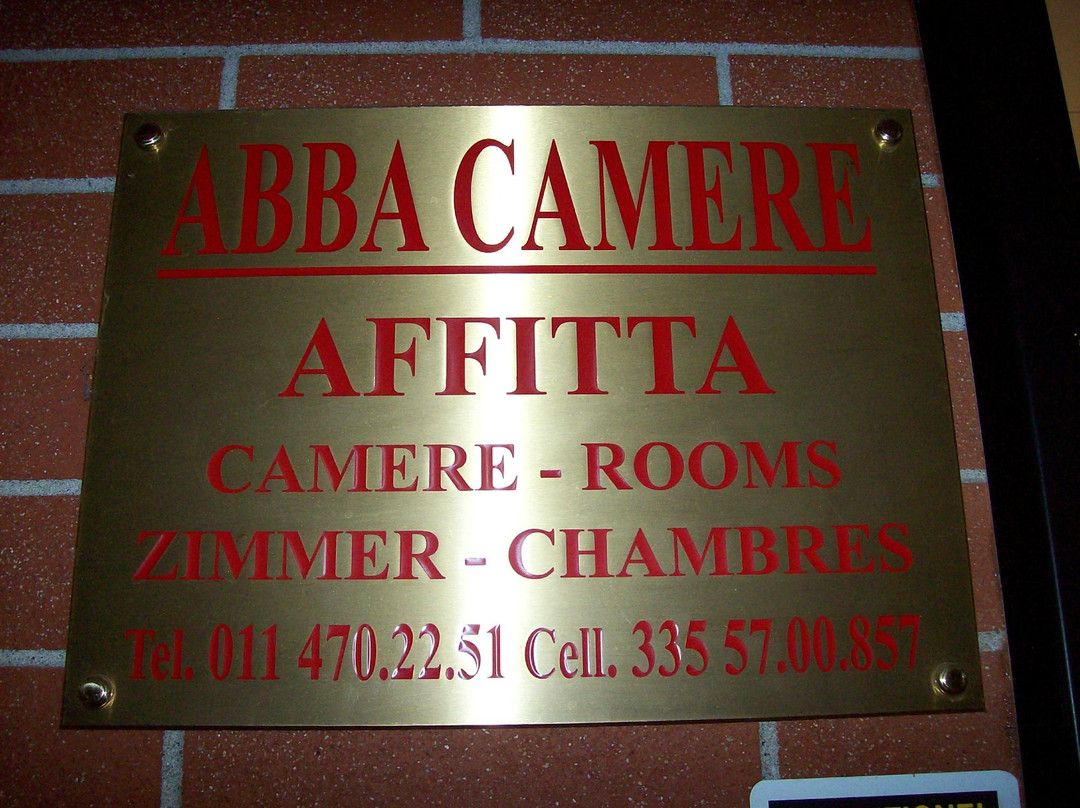 ABBA CAMERE
AFFITTA
CAMERE - ROOMS
ZIMMER - CHAMBRES
Tel. 011 470.22.51 Cell. 335 57.00.857